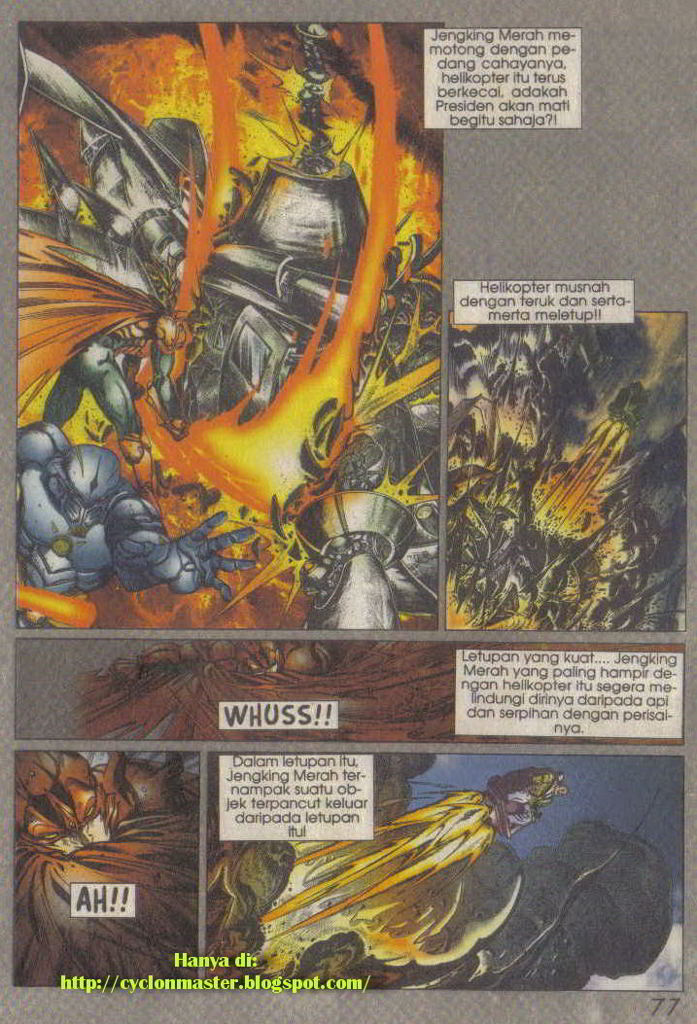 Jengking Merah me-
motong dengan pe-
dang cahayanya,
helikopter itu terus
berkecai, adakah
Presiden akan mati
begitu sahaja?!
Helikopter musnah
dengan teruk dan serta-
merta meletup!!
Letupan yang kuat.... Jengking
Merah yang paling hampir de-
ngan helikopter itu segera me-
lindungi dirinya daripada api
dan serpihan dengan perisai-
nya.
WHUSS!!
Dalam letupan itu,
Jengking Merah ter-
nampak suatu ob-
jek terpancut keluar
daripada letupan
itu!
AH!!
Hanya di:
http://cyclonmaster.blogspot.com/
77